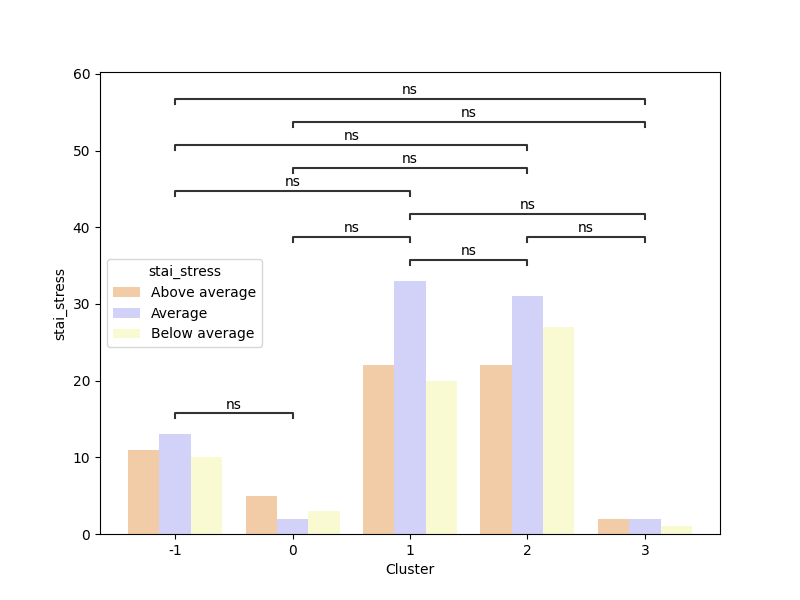 60
ns
ns
ns
50
ns
ns
ns
40
ns
ns
ns
stai_stress
stai_stress
Above average
30
Average
Below average
20
ns
10
0
-1 0 1 2 3
Cluster